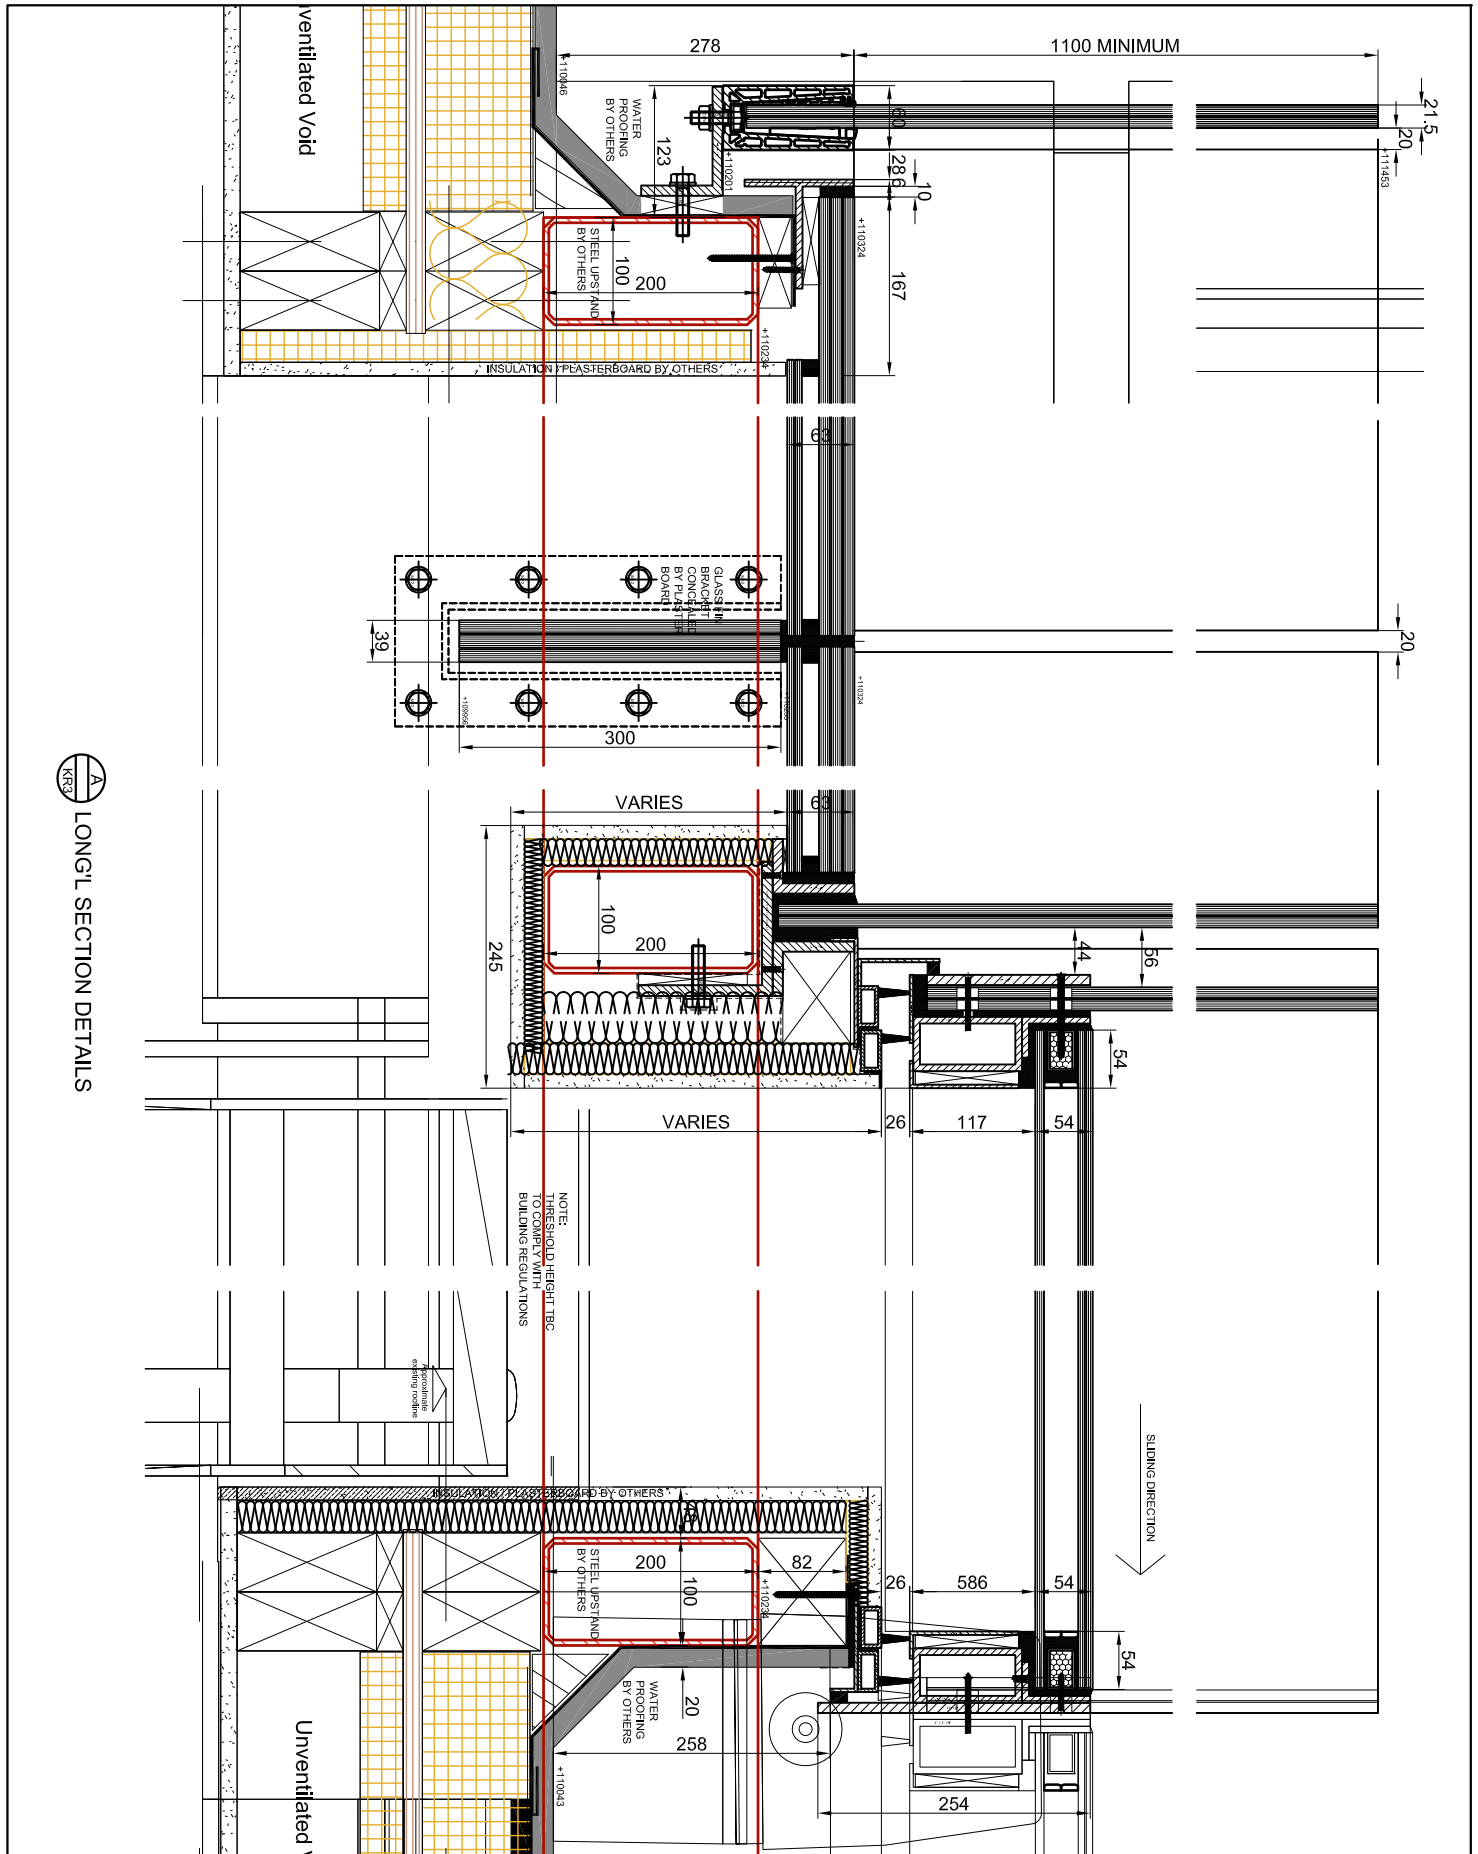 278
1100 MINIMUM
21.5
20
+111453
+110046
WATER
PROOFING
BY OTHERS
123
60
28.6
10
+110201
+110324
167
STEEL UPSTAND
BY OTHERS
100
200
+110234
INSULATION / PLASTERBOARD BY OTHERS
ventilated Void
63
GLASS FIN
BRACKET
CONCEALED
BY PLASTER
BOARD
39
20
+110324
300
VARIES
63
100
200
245
44
56
54
VARIES
26
117
54
A
KR3
LONG'L SECTION DETAILS
NOTE:
THRESHOLD HEIGHT TBC
TO COMPLY WITH
BUILDING REGULATIONS
Approximate
existing roofline
SLIDING DIRECTION
INSULATION / PLASTERBOARD BY OTHERS
48
STEEL UPSTAND
BY OTHERS
200
100
82
+110234
26
586
54
54
WATER
PROOFING
BY OTHERS
20
258
+110043
254
Unventilated